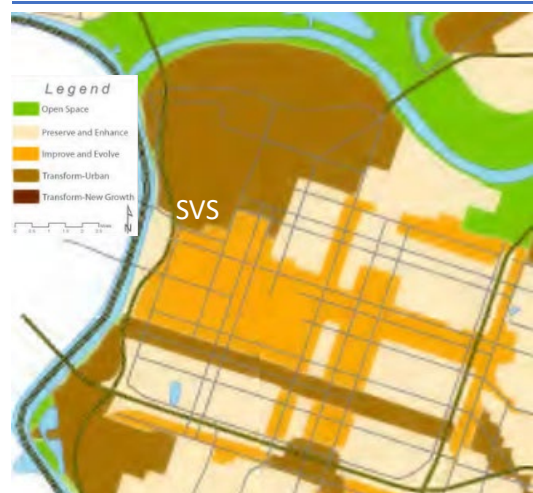 Legend
Open Space
Preserve and Enhance
Improve and Evolve
Transform-Urban
Transform-New Growth
N
SVS